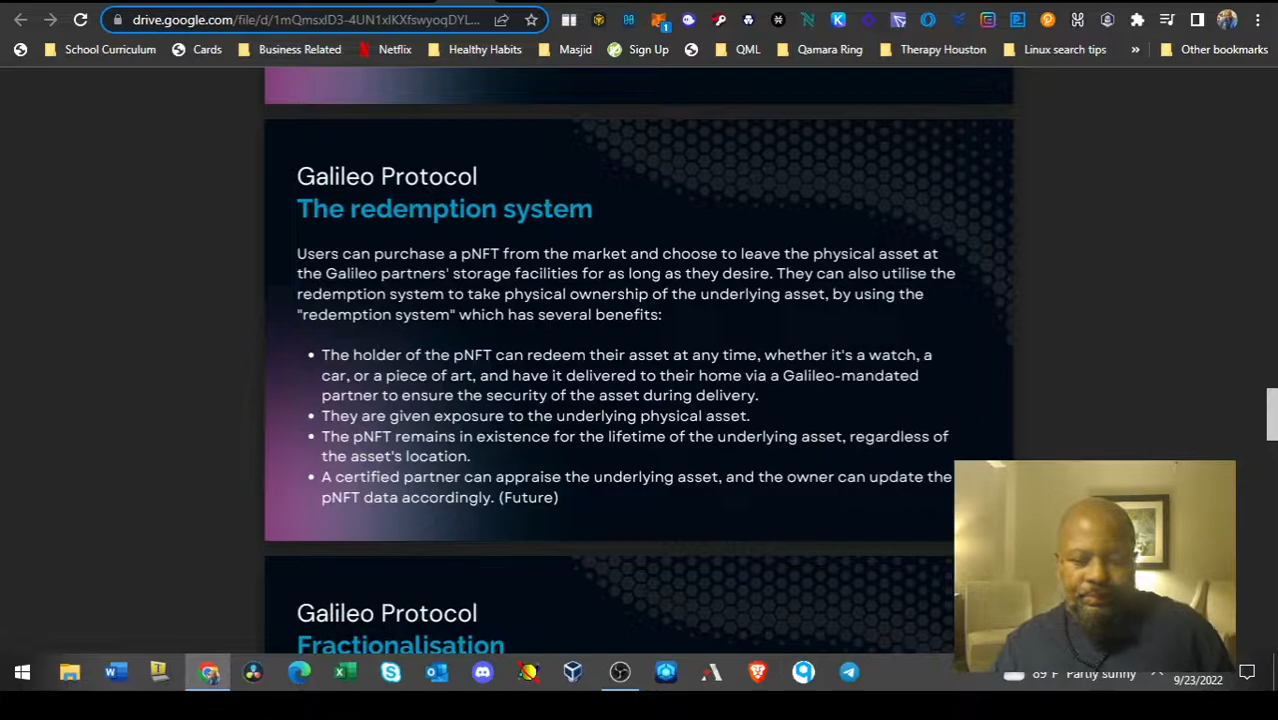 drive.google.com/file/d/1mQmsxlD3-4UN1xlKXfswyoqDYL...
1
School Curriculum
Cards
Business Related
Netflix
Healthy Habits
Masjid
Sign Up
QML
Qamara Ring
Therapy Houston
Linux search tips
»
Other bookmarks
Galileo Protocol
The redemption system
Users can purchase a pNFT from the market and choose to leave the physical asset at
the Galileo partners' storage facilities for as long as they desire. They can also utilise the
redemption system to take physical ownership of the underlying asset, by using the
"redemption system" which has several benefits:
• The holder of the pNFT can redeem their asset at any time, whether it's a watch, a
car, or a piece of art, and have it delivered to their home via a Galileo-mandated
partner to ensure the security of the asset during delivery.
• They are given exposure to the underlying physical asset.
• The pNFT remains in existence for the lifetime of the underlying asset, regardless of
the asset's location.
• A certified partner can appraise the underlying asset, and the owner can update the
pNFT data accordingly. (Future)
Galileo Protocol
Fractionalisation
89°F Partly sunny
9/23/2022